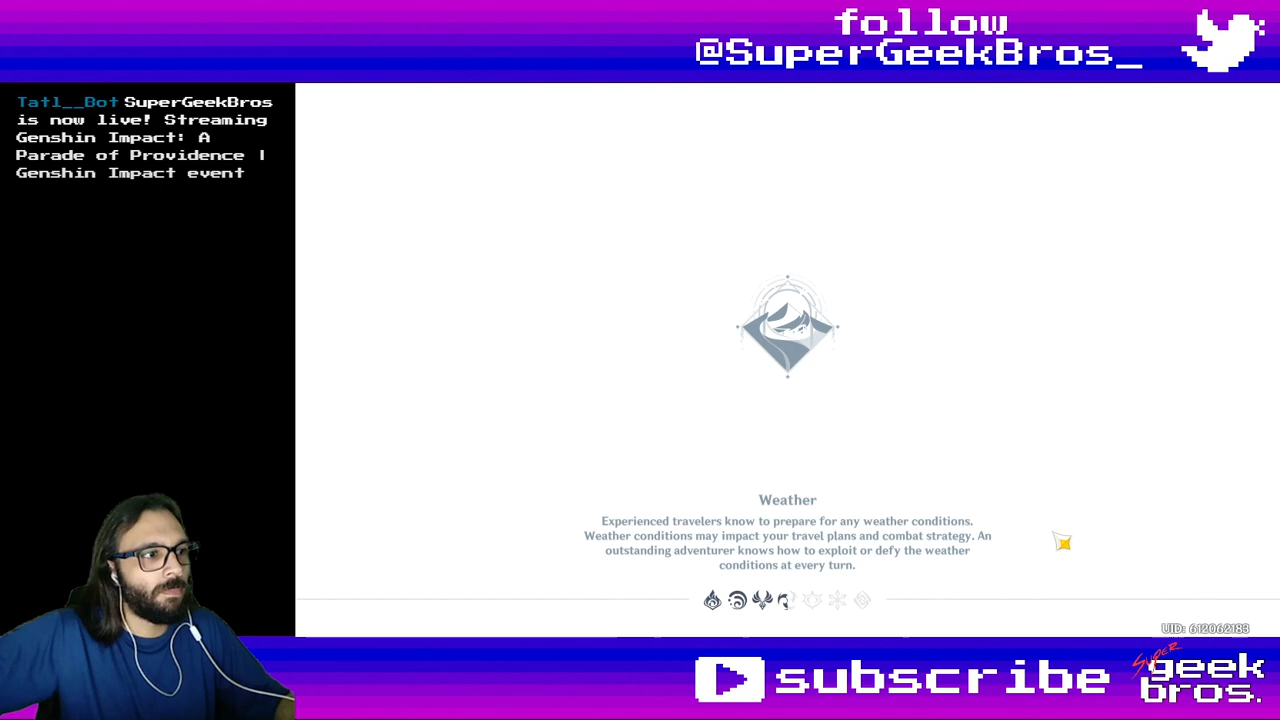 follow
@SuperGeekBros_
Tatl__Bot SuperGeekBros
is now live! Streaming
Genshin Impact: A
Parade of Providence |
Genshin Impact event
Weather
Experienced travelers know to prepare for any weather conditions.
Weather conditions may impact your travel plans and combat strategy. An
outstanding adventurer knows how to exploit or defy the weather
conditions at every turn.
UID: 612062183
subscribe
SUPER
geek
bros.